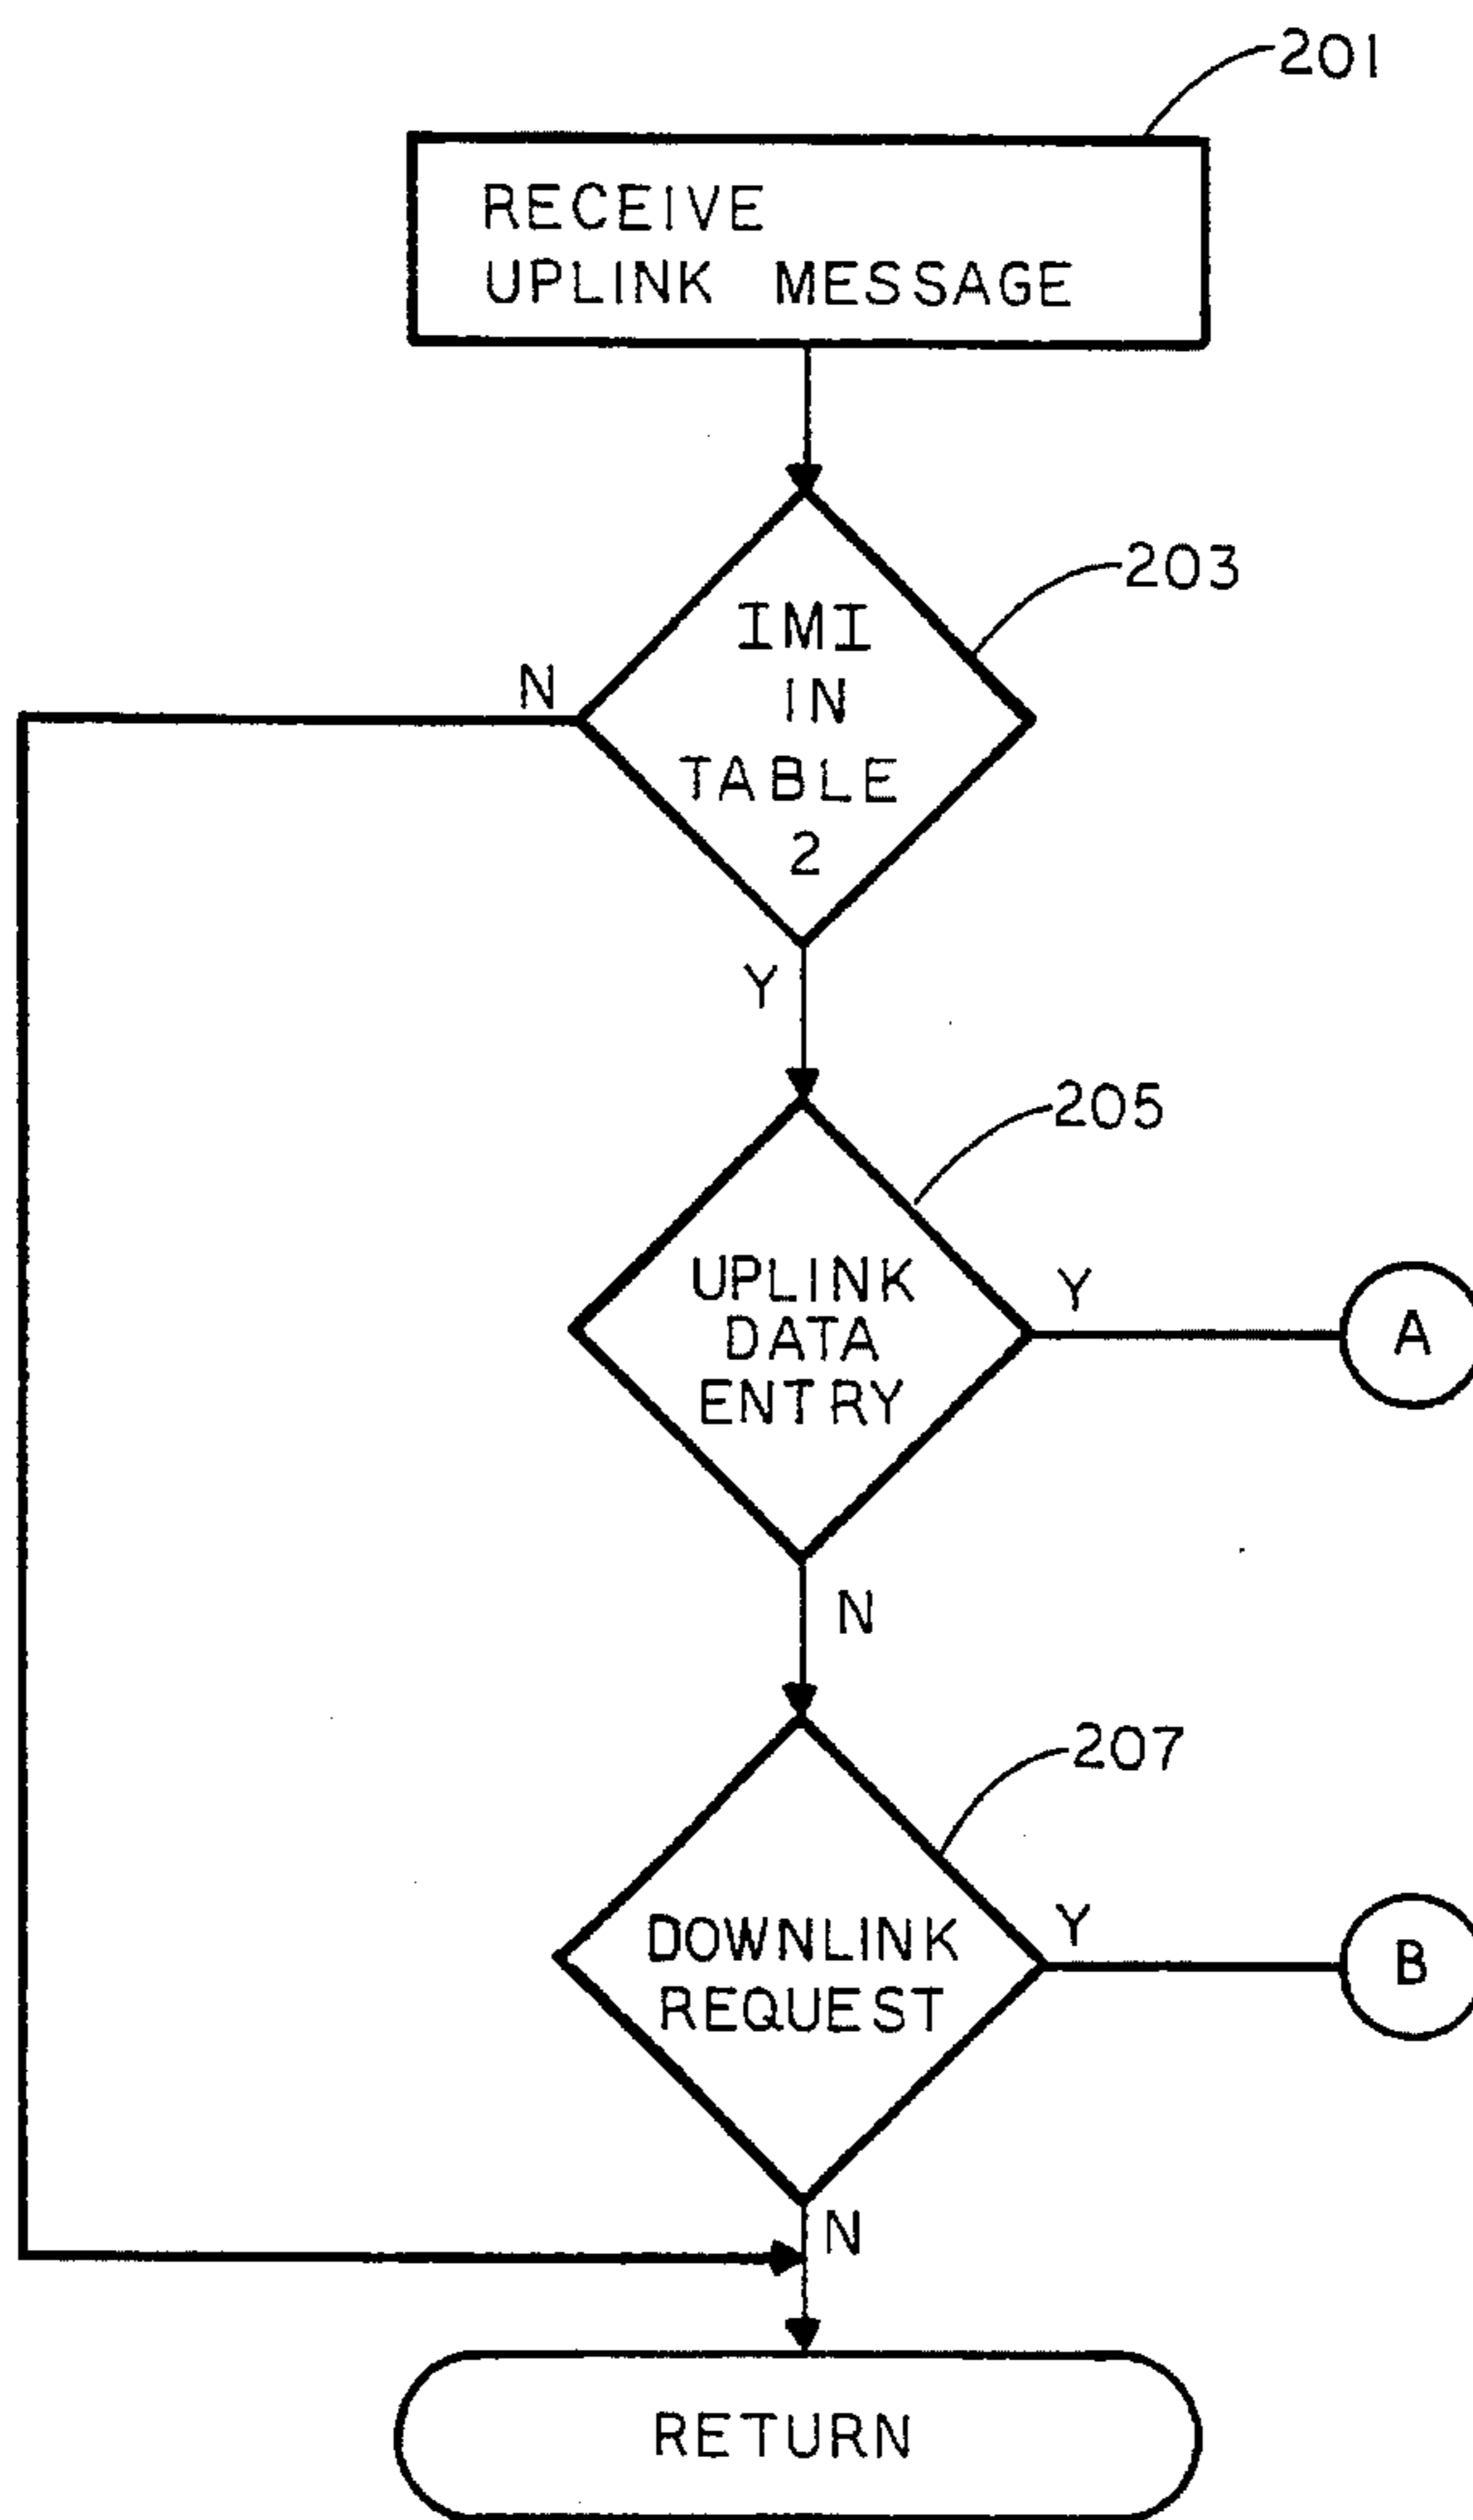 201
RECEIVE
UPLINK MESSAGE
203
IMI
IN
TABLE
2
N
Y
205
UPLINK
DATA
ENTRY
Y
A
N
207
DOWNLINK
REQUEST
Y
B
N
RETURN